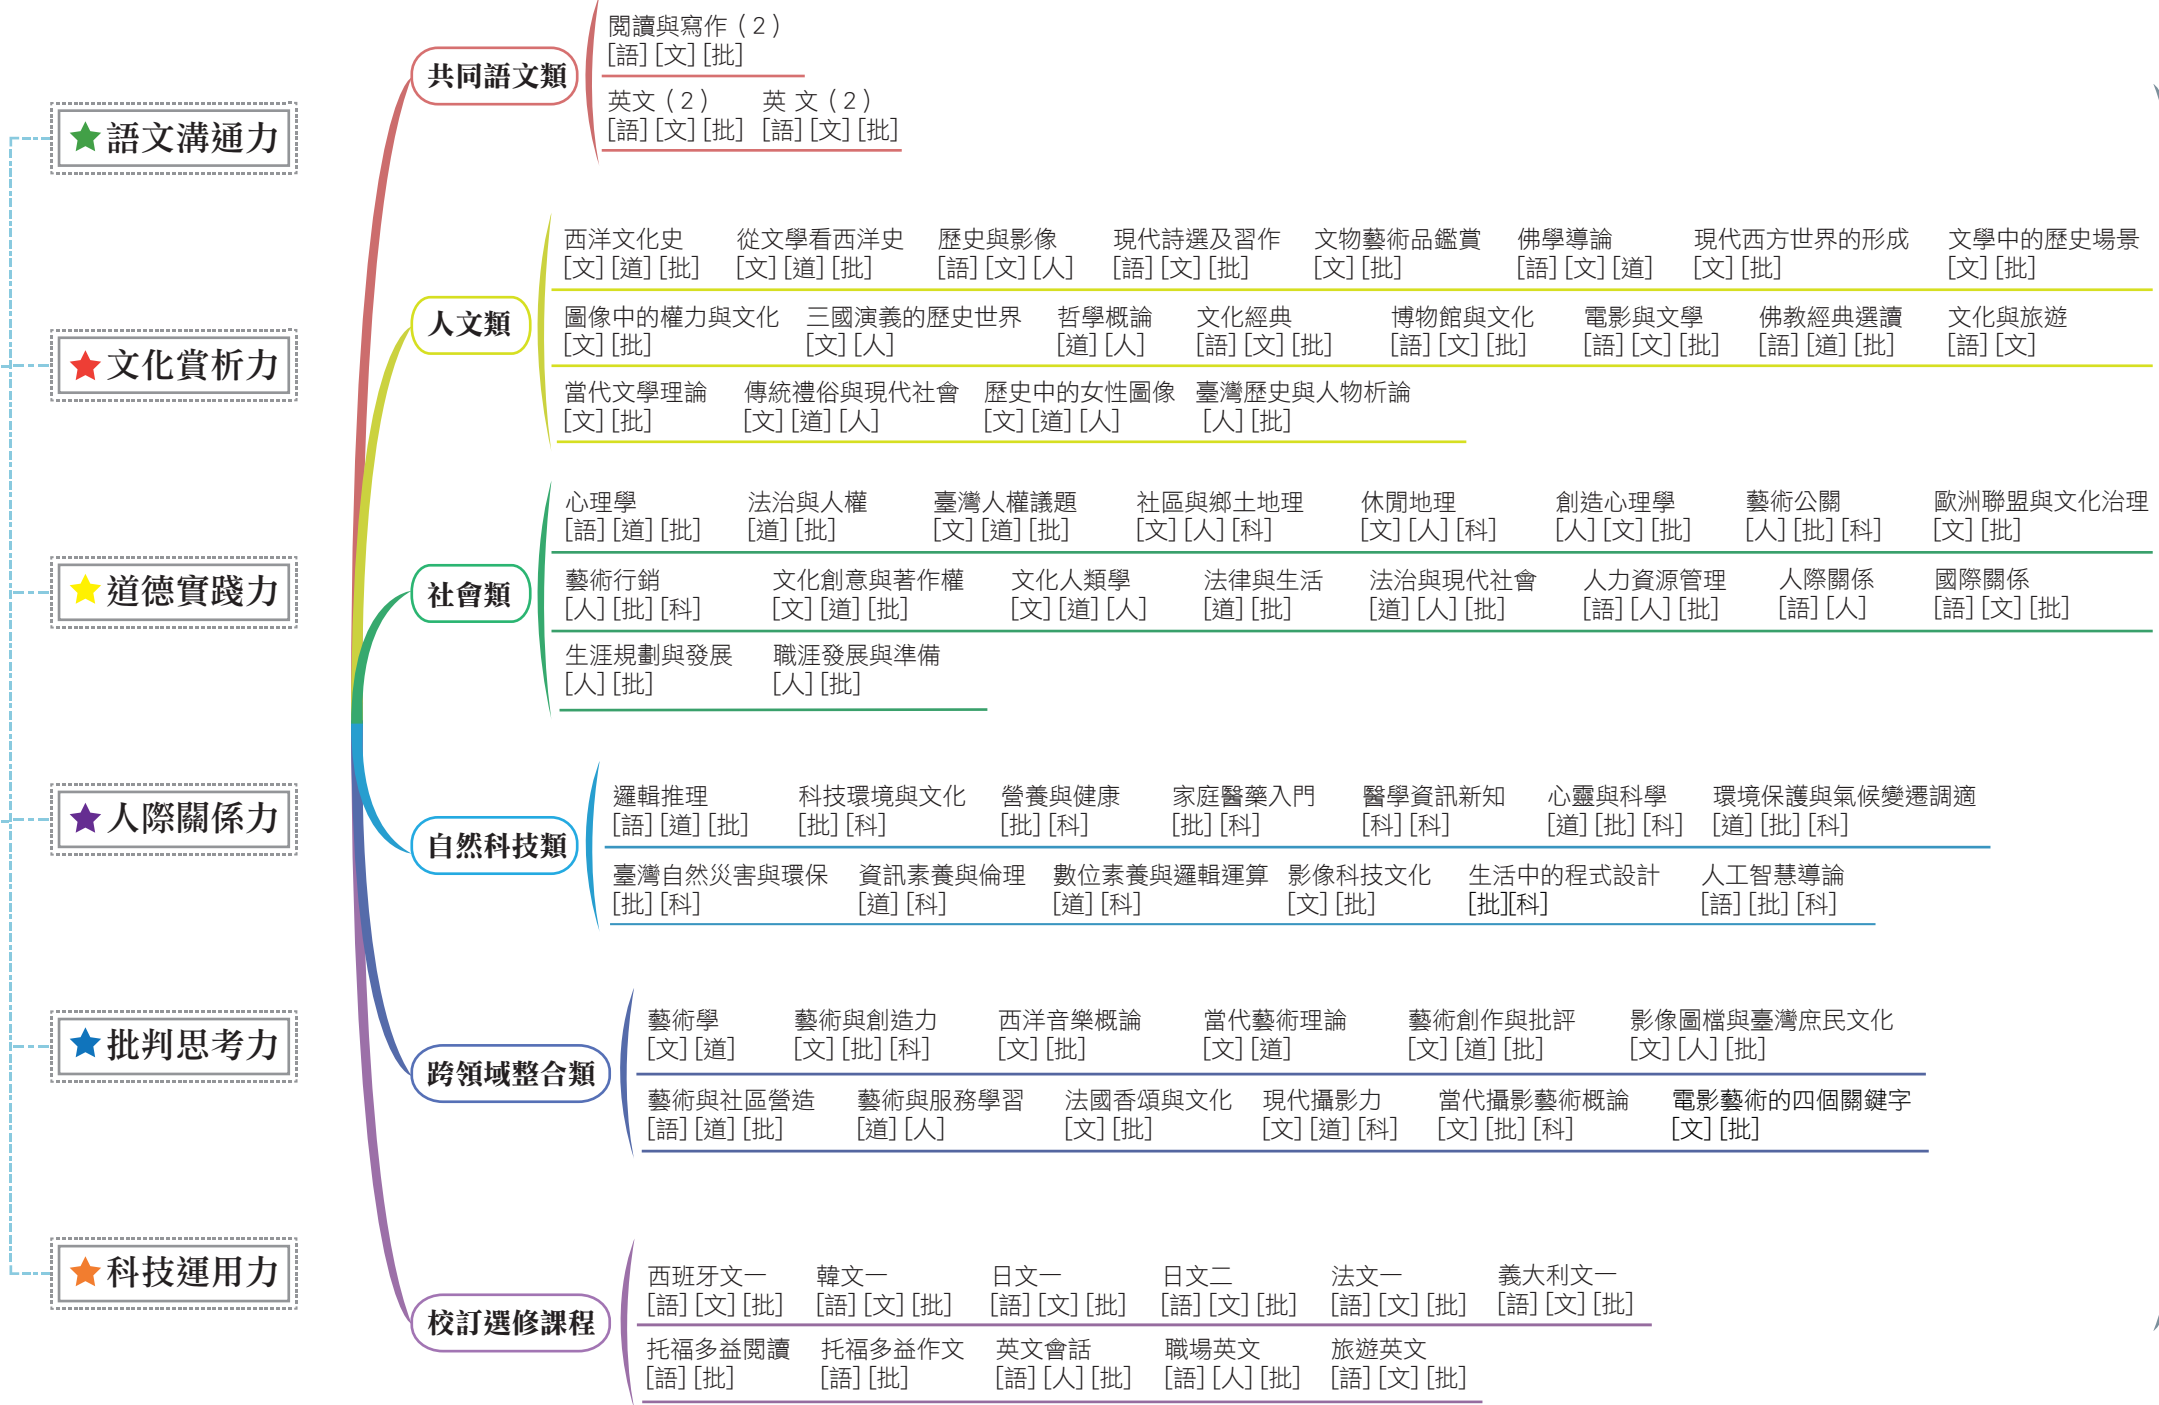 語文溝通力
文化賞析力
道德實踐力
人際關係力
批判思考力
科技運用力
共同語文類
閱讀與寫作（2）
[語] [文] [批]
英文（2） 英 文（2）
[語] [文] [批] [語] [文] [批]
人文類
西洋文化史 從文學看西洋史 歷史與影像 現代詩選及習作 文物藝術品鑑賞 佛學導論 現代西方世界的形成 文學中的歷史場景
[文] [道] [批] [文] [道] [批] [語] [文] [人] [語] [文] [批] [文] [批] [語] [文] [道] [文] [批] [文] [批]
圖像中的權力與文化 三國演義的歷史世界 哲學概論 文化經典 博物館與文化 電影與文學 佛教經典選讀 文化與旅遊
[文] [批] [文] [人] [道] [人] [語] [文] [批] [語] [文] [批] [語] [文] [批] [語] [道] [批] [語] [文]
當代文學理論 傳統禮俗與現代社會 歷史中的女性圖像 臺灣歷史與人物析論
[文] [批] [文] [道] [人] [文] [道] [人] [人] [批]
社會類
心理學 法治與人權 臺灣人權議題 社區與鄉土地理 休閒地理 創造心理學 藝術公關 歐洲聯盟與文化治理
[語] [道] [批] [道] [批] [文] [道] [批] [文] [人] [科] [文] [人] [科] [人] [文] [批] [人] [批] [科] [文] [批]
藝術行銷 文化創意與著作權 文化人類學 法律與生活 法治與現代社會 人力資源管理 人際關係 國際關係
[人] [批] [科] [文] [道] [批] [文] [道] [人] [道] [批] [道] [人] [批] [語] [人] [批] [語] [人] [語] [文] [批]
生涯規劃與發展 職涯發展與準備
[人] [批] [人] [批]
自然科技類
邏輯推理 科技環境與文化 營養與健康 家庭醫藥入門 醫學資訊新知 心靈與科學 環境保護與氣候變遷調適
[語] [道] [批] [批] [科] [批] [科] [批] [科] [科] [科] [道] [批] [科] [道] [批] [科]
臺灣自然災害與環保 資訊素養與倫理 數位素養與邏輯運算 影像科技文化 生活中的程式設計 人工智慧導論
[批] [科] [道] [科] [道] [科] [文] [批] [批][科] [語] [批] [科]
跨領域整合類
藝術學 藝術與創造力 西洋音樂概論 當代藝術理論 藝術創作與批評 影像圖檔與臺灣庶民文化
[文] [道] [文] [批] [科] [文] [批] [文] [道] [文] [道] [批] [文] [人] [批]
藝術與社區營造 藝術與服務學習 法國香頌與文化 現代攝影力 當代攝影藝術概論 電影藝術的四個關鍵字
[語] [道] [批] [道] [人] [文] [批] [文] [道] [科] [文] [批] [科] [文] [批]
校訂選修課程
西班牙文一 韓文一 日文一 日文二 法文一 義大利文一
[語] [文] [批] [語] [文] [批] [語] [文] [批] [語] [文] [批] [語] [文] [批] [語] [文] [批]
托福多益閱讀 托福多益作文 英文會話 職場英文 旅遊英文
[語] [批] [語] [批] [語] [人] [批] [語] [人] [批] [語] [文] [批]